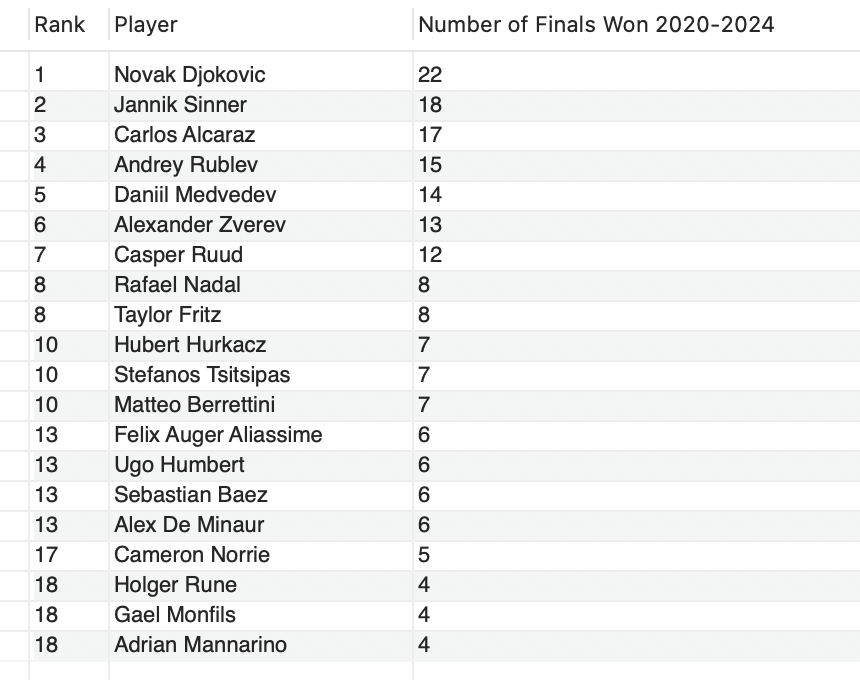 Rank Player Number of Finals Won 2020-2024
1 Novak Djokovic 22
2 Jannik Sinner 18
3 Carlos Alcaraz 17
4 Andrey Rublev 15
5 Daniil Medvedev 14
6 Alexander Zverev 13
7 Casper Ruud 12
8 Rafael Nadal 8
8 Taylor Fritz 8
10 Hubert Hurkacz 7
10 Stefanos Tsitsipas 7
10 Matteo Berrettini 7
13 Felix Auger Aliassime 6
13 Ugo Humbert 6
13 Sebastian Baez 6
13 Alex De Minaur 6
17 Cameron Norrie 5
18 Holger Rune 4
18 Gael Monfils 4
18 Adrian Mannarino 4